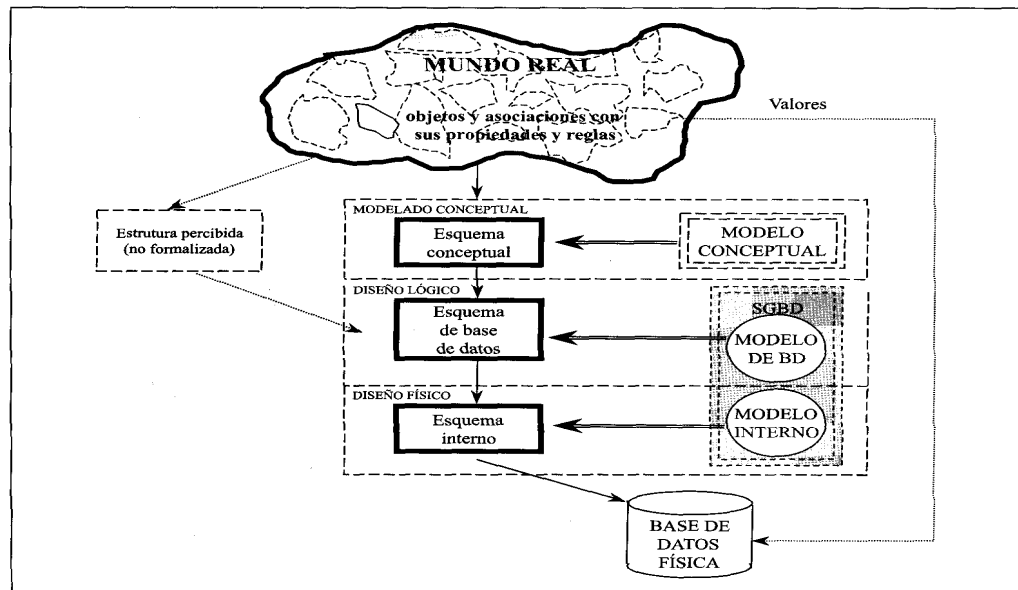 MUNDO REAL
objetos y asociaciones con
sus propiedades y reglas
Valores
Estrutura percibida
(no formalizada)
MODELADO CONCEPTUAL
Esquema
conceptual
MODELO
CONCEPTUAL
DISEÑO LÓGICO
Esquema
de base
de datos
SGBD
MODELO
DE BD
DISEÑO FÍSICO
Esquema
interno
MODELO
INTERNO
BASE DE
DATOS
FÍSICA